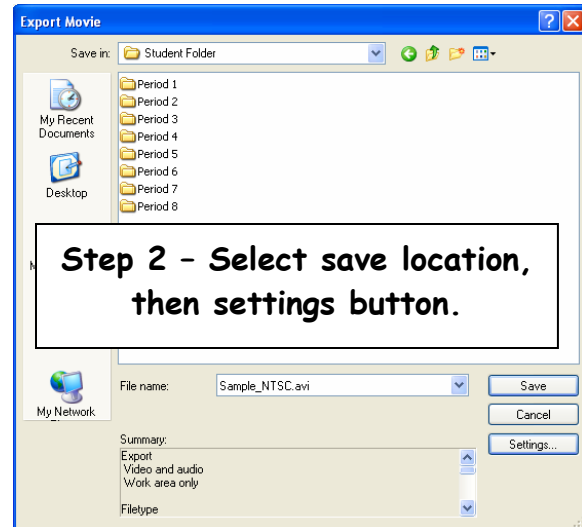 Export Movie
Save in:
Student Folder
Period 1
Period 2
Period 3
Period 4
Period 5
Period 6
Period 7
Period 8
My Recent
Documents
Desktop
Step 2 – Select save location,
then settings button.
My Network
File name:
Sample_NTSC.avi
Save
Cancel
Settings...
Summary:
Export
Video and audio
Work area only
Filetype